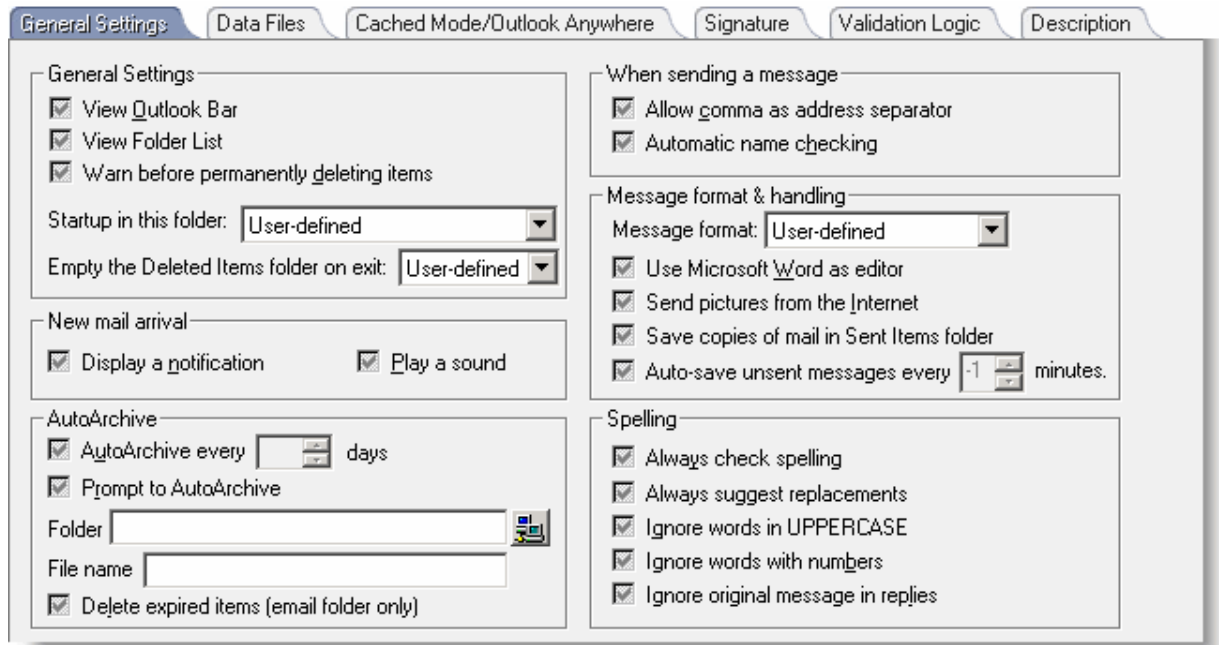 General Settings
Data Files
Cached Mode/Outlook Anywhere
Signature
Validation Logic
Description
General Settings
View Outlook Bar
View Folder List
Warn before permanently deleting items
Startup in this folder: User-defined
Empty the Deleted Items folder on exit: User-defined
New mail arrival
Display a notification
Play a sound
AutoArchive
AutoArchive every days
Prompt to AutoArchive
Folder
File name
Delete expired items (email folder only)
When sending a message
Allow comma as address separator
Automatic name checking
Message format & handling
Message format: User-defined
Use Microsoft Word as editor
Send pictures from the Internet
Save copies of mail in Sent Items folder
Auto-save unsent messages every -1 minutes.
Spelling
Always check spelling
Always suggest replacements
Ignore words in UPPERCASE
Ignore words with numbers
Ignore original message in replies